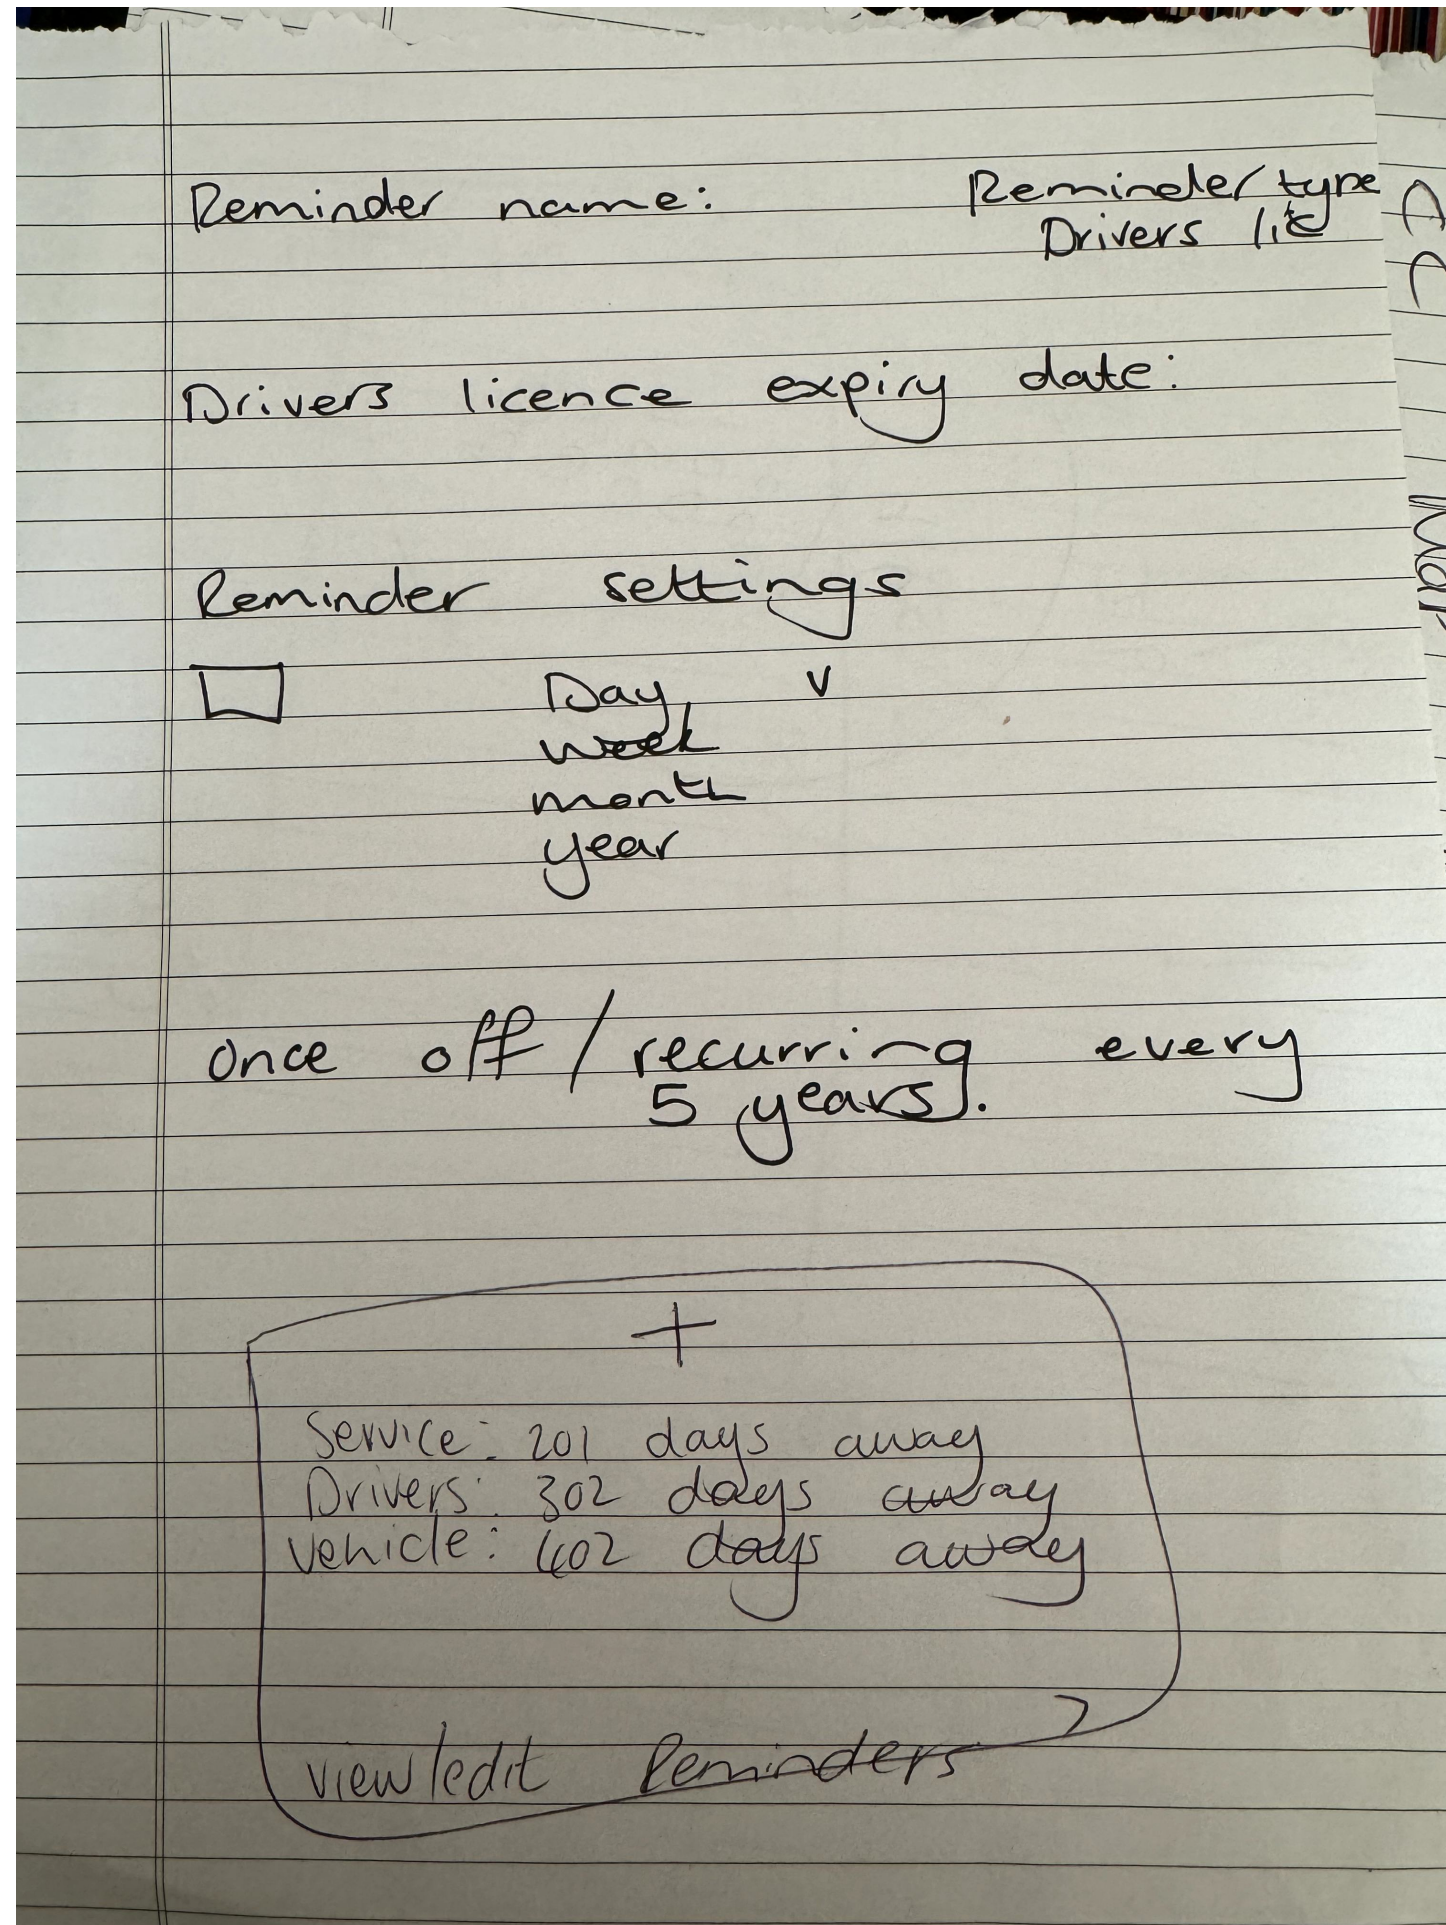 Reminder name:
Reminder type
Drivers lic
Drivers licence expiry date:
Reminder settings
Day v
week
month
year
once off / recurring every
5 years.
+
Service: 201 days away
Drivers: 302 days away
vehicle: 402 days away
view/edit Reminders >